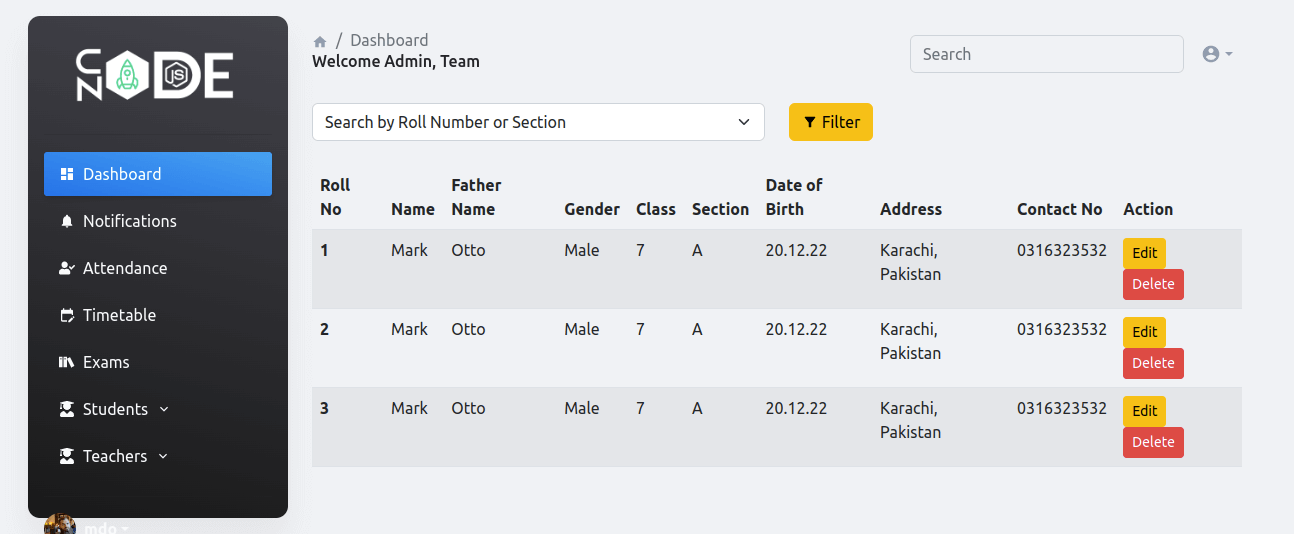 CN ODE
JS
Dashboard
Notifications
Attendance
Timetable
Exams
Students
Teachers
mdo
/ Dashboard
Welcome Admin, Team
Search
Search by Roll Number or Section
Filter
Roll No Name Father Name Gender Class Section Date of Birth Address Contact No Action
1 Mark Otto Male 7 A 20.12.22 Karachi, Pakistan 0316323532 Edit Delete
2 Mark Otto Male 7 A 20.12.22 Karachi, Pakistan 0316323532 Edit Delete
3 Mark Otto Male 7 A 20.12.22 Karachi, Pakistan 0316323532 Edit Delete